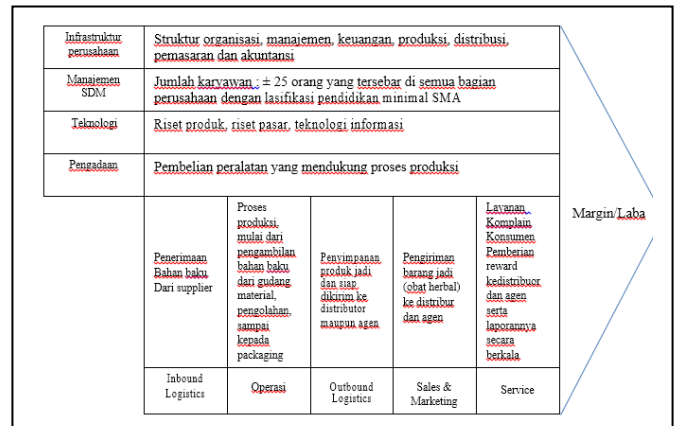 Infrastruktur
perusahaan
Struktur organisasi, manajemen, keuangan, produksi, distribusi,
pemasaran dan akuntansi
Manajemen
SDM
Jumlah karyawan : ± 25 orang yang tersebar di semua bagian
perusahaan dengan lasifikasi pendidikan minimal SMA
Teknologi
Riset produk, riset pasar, teknologi informasi
Pengadaan
Pembelian peralatan yang mendukung proses produksi
Penerimaan
Bahan baku
Dari supplier
Proses
produksi,
mulai dari
pengambilan
bahan baku
dari gudang
material,
pengolahan,
sampai
kepada
packaging
Penyimpanan
produk jadi
dan siap
dikirim ke
distributor
maupun agen
Pengiriman
barang jadi
(obat herbal)
ke distribur
dan agen
Layanan
Komplain
Konsumen
Pemberian
reward
kedistribuor
dan agen
serta
laporannya
secara
berkala
Margin/Laba
Inbound
Logistics
Operasi
Outbound
Logistics
Sales &
Marketing
Service